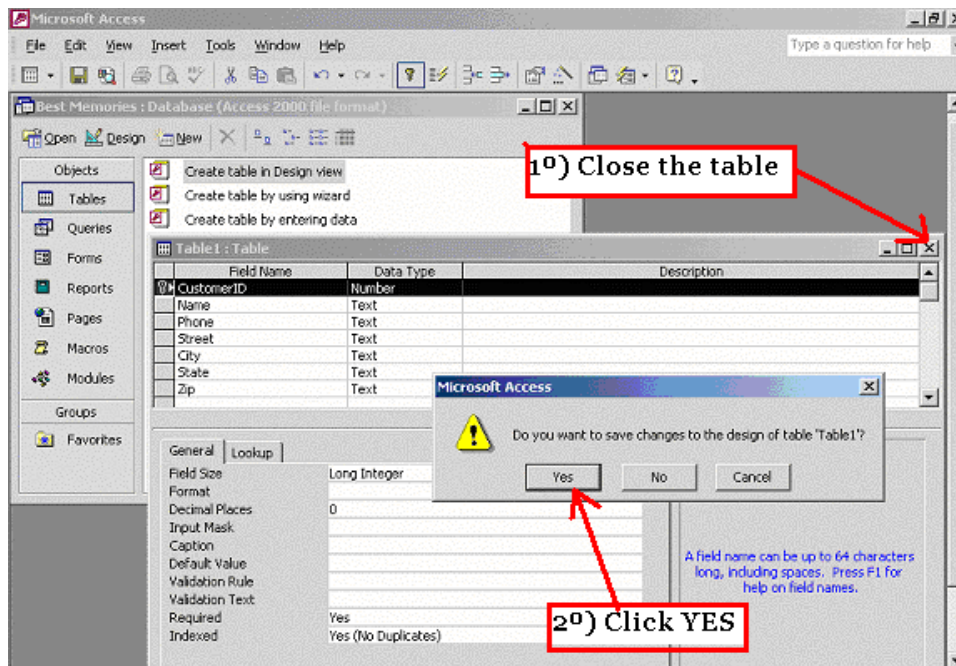 Microsoft Access
File Edit View Insert Tools Window Help
Type a question for help
Best Memories : Database (Access 2000 file format)
Open Design New
Objects
Tables
Queries
Forms
Reports
Pages
Macros
Modules
Groups
Favorites
Create table in Design view
Create table by using wizard
Create table by entering data
1º) Close the table
Table1 : Table
Field Name Data Type Description
CustomerID Number
Name Text
Phone Text
Street Text
City Text
State Text
Zip Text
Microsoft Access
Do you want to save changes to the design of table 'Table1'?
Yes No Cancel
General Lookup
Field Size Long Integer
Format
Decimal Places 0
Input Mask
Caption
Default Value
Validation Rule
Validation Text
Required Yes
Indexed Yes (No Duplicates)
A field name can be up to 64 characters
long, including spaces. Press F1 for
help on field names.
2º) Click YES